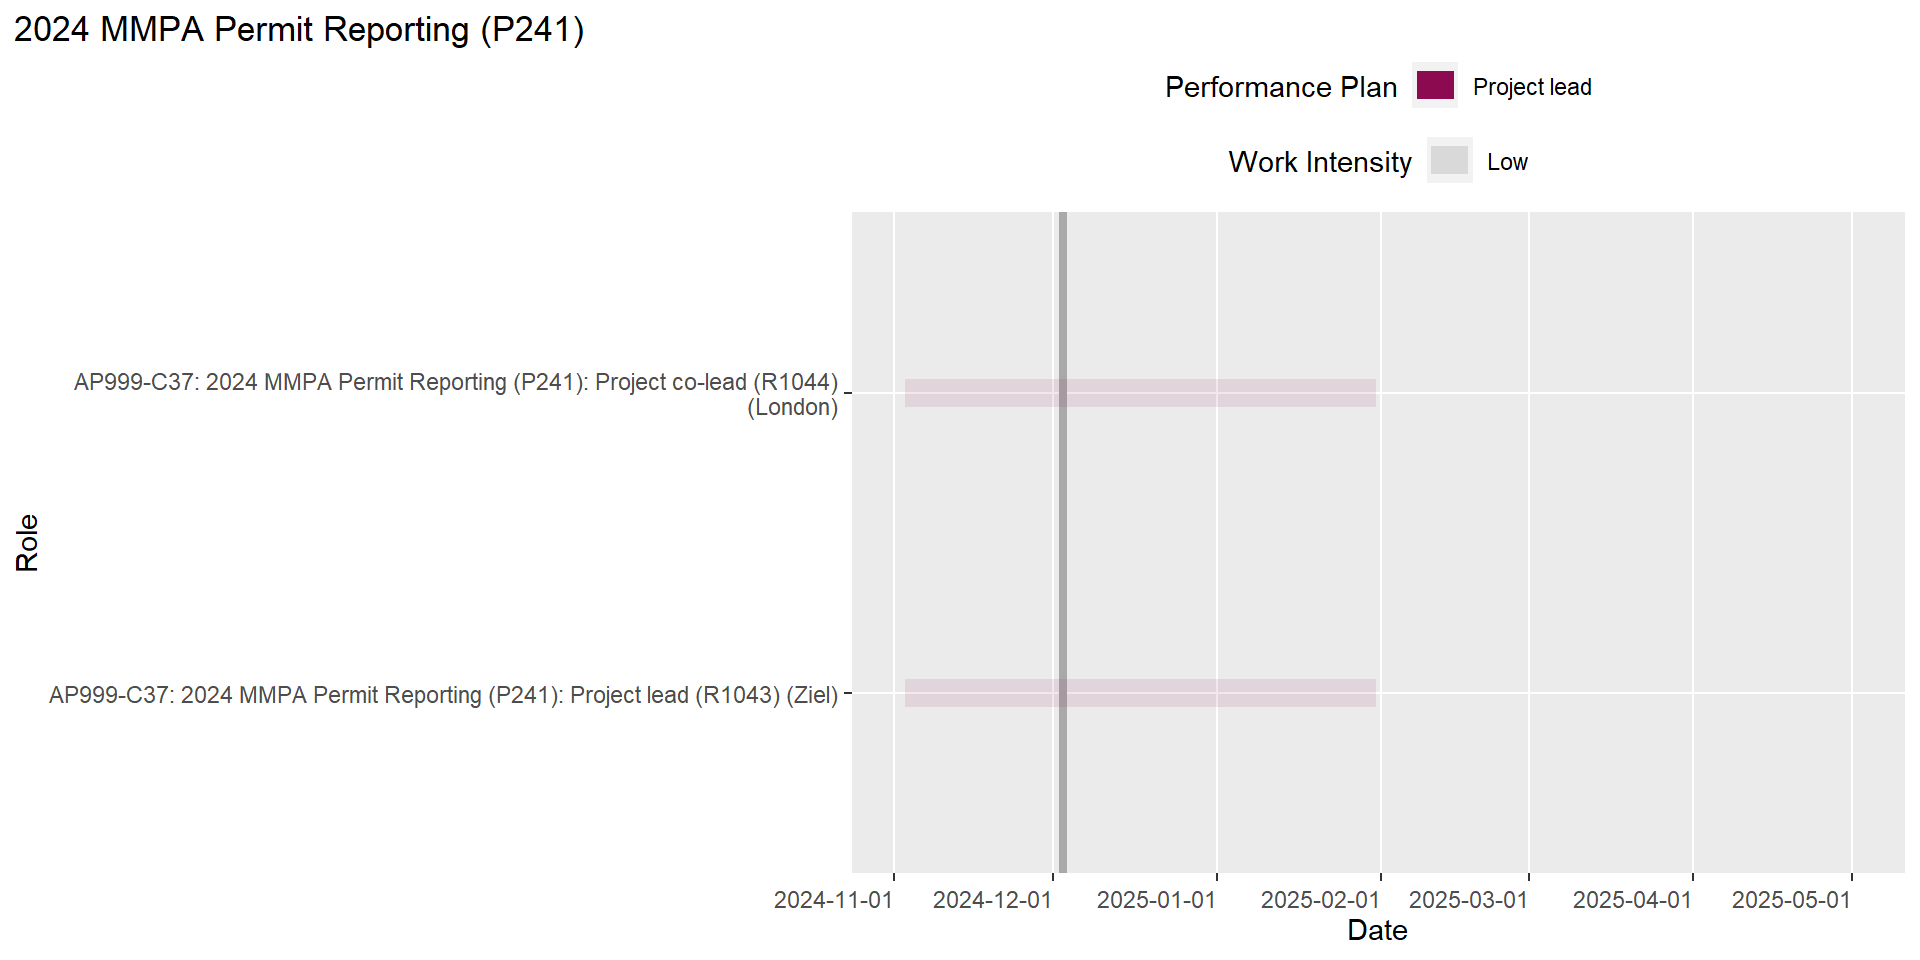 2024 MMPA Permit Reporting (P241)
Performance Plan Project lead
Work Intensity Low
AP999-C37: 2024 MMPA Permit Reporting (P241): Project co-lead (R1044)
(London)
Role
AP999-C37: 2024 MMPA Permit Reporting (P241): Project lead (R1043) (Ziel)
2024-11-01 2024-12-01 2025-01-01 2025-02-01 2025-03-01 2025-04-01 2025-05-01
Date